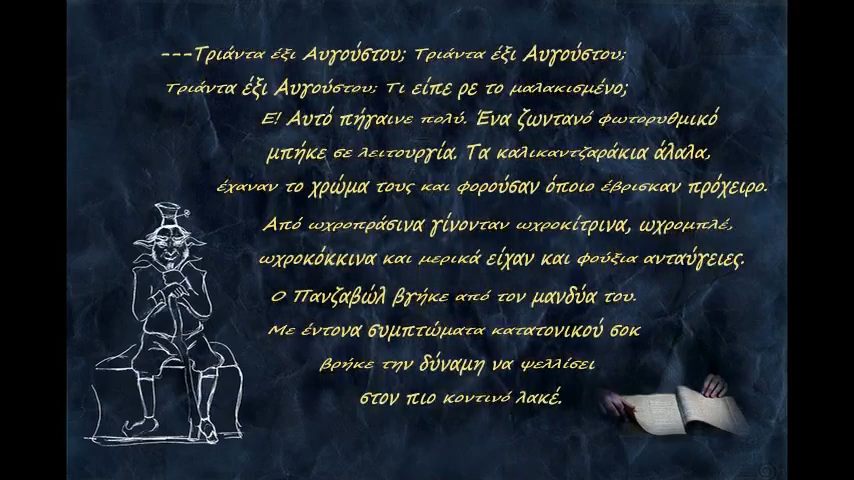 ---Τριάντα έξι Αυγούστου; Τριάντα έξι Αυγούστου;
Τριάντα έξι Αυγούστου; Τι είπε ρε το μαλακισμένο;
Ε! Αυτό πήγαινε πολύ. Ένα ζωντανό φωτορυθμικό
μπήκε σε λειτουργία. Τα καλικαντζαράκια άλαλα,
έχαναν το χρώμα τους και φορούσαν όποιο έβρισκαν πρόχειρο.
Από ωχροπράσινα γίνονταν ωχροκίτρινα, ωχρομπλέ,
ωχροκόκκινα και μερικά είχαν και φούξια ανταύγειες.
Ο Πανζαβώλ βγήκε από τον μανδύα του.
Με έντονα συμπτώματα κατατονικού σοκ
βρήκε την δύναμη να ψελλίσει
στον πιο κοντινό λακέ.